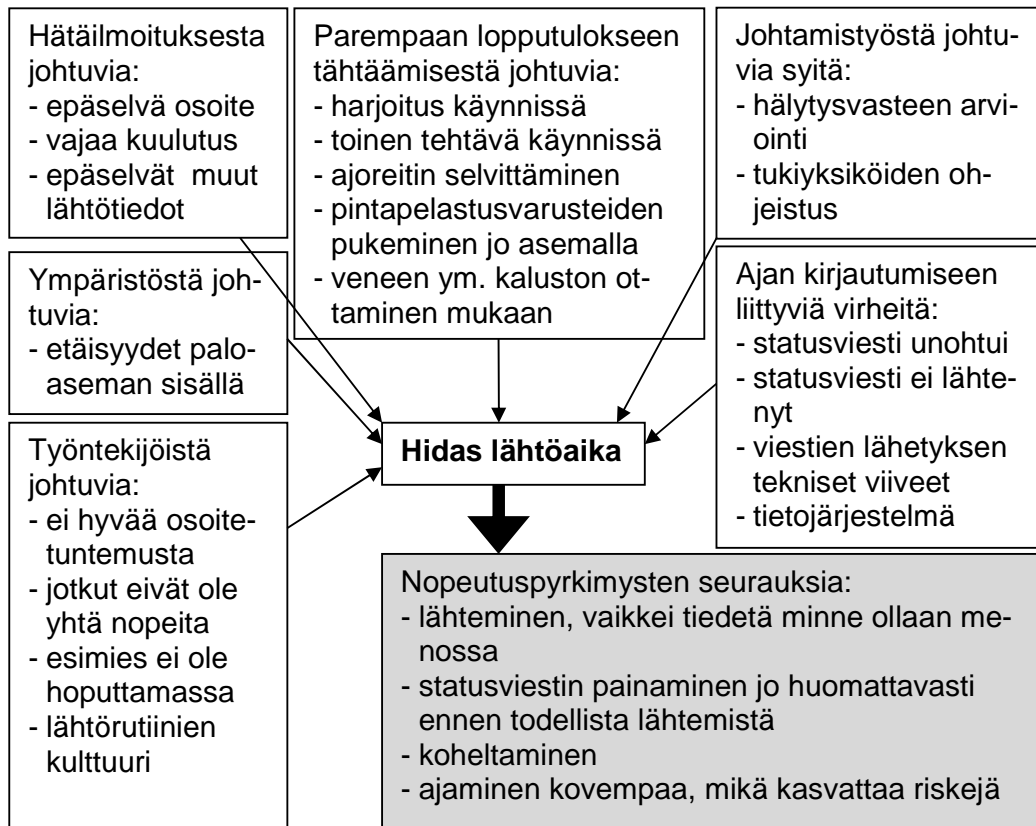 Hätäilmoituksesta
johtuvia:
- epäselvä osoite
- vajaa kuulutus
- epäselvät muut
lähtötiedot
Parempaan lopputulokseen
tähtäämisestä johtuvia:
- harjoitus käynnissä
- toinen tehtävä käynnissä
- ajoreitin selvittäminen
- pintapelastusvarusteiden
pukeminen jo asemalla
- veneen ym. kaluston ot-
taminen mukaan
Johtamistyöstä johtu-
via syitä:
- hälytysvasteen arvi-
ointi
- tukiyksiköiden oh-
jeistus
Ympäristöstä joh-
tuvia:
- etäisyydet palo-
aseman sisällä
Ajan kirjautumiseen
liittyviä virheitä:
- statusviesti unohtui
- statusviesti ei lähte-
nyt
- viestien lähetyksen
tekniset viiveet
- tietojärjestelmä
Työntekijöistä
johtuvia:
- ei hyvää osoite-
tuntemusta
- jotkut eivät ole
yhtä nopeita
- esimies ei ole
hoputtamassa
- lähtörutiinien
kulttuuri
Hidas lähtöaika
Nopeutuspyrkimysten seurauksia:
- lähteminen, vaikkei tiedetä minne ollaan me-
nossa
- statusviestin painaminen jo huomattavasti
ennen todellista lähtemistä
- koheltaminen
- ajaminen kovempaa, mikä kasvattaa riskejä